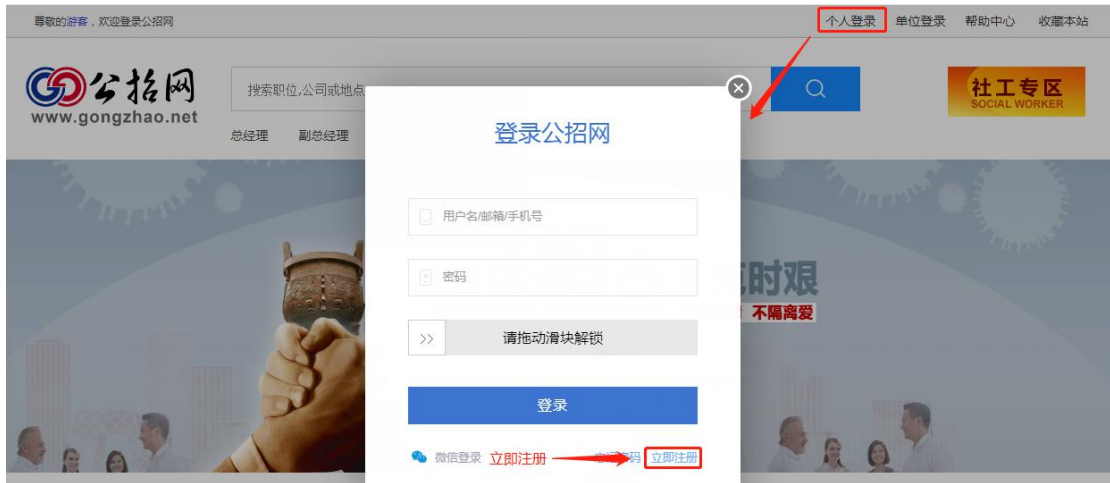 尊敬的游客，欢迎登录公招网
个人登录 单位登录 帮助中心 收藏本站
公招网
www.gongzhao.net
搜索职位,公司或地点
社工专区
SOCIAL WORKER
总经理 副总经理
登录公招网
用户名/邮箱/手机号
密码
时艰
不隔离爱
请拖动滑块解锁
登录
微信登录 立即注册 码 立即注册